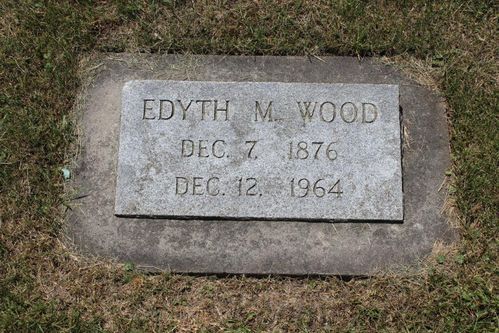 EDYTH M. WOOD
DEC. 7, 1876
DEC. 12, 1964